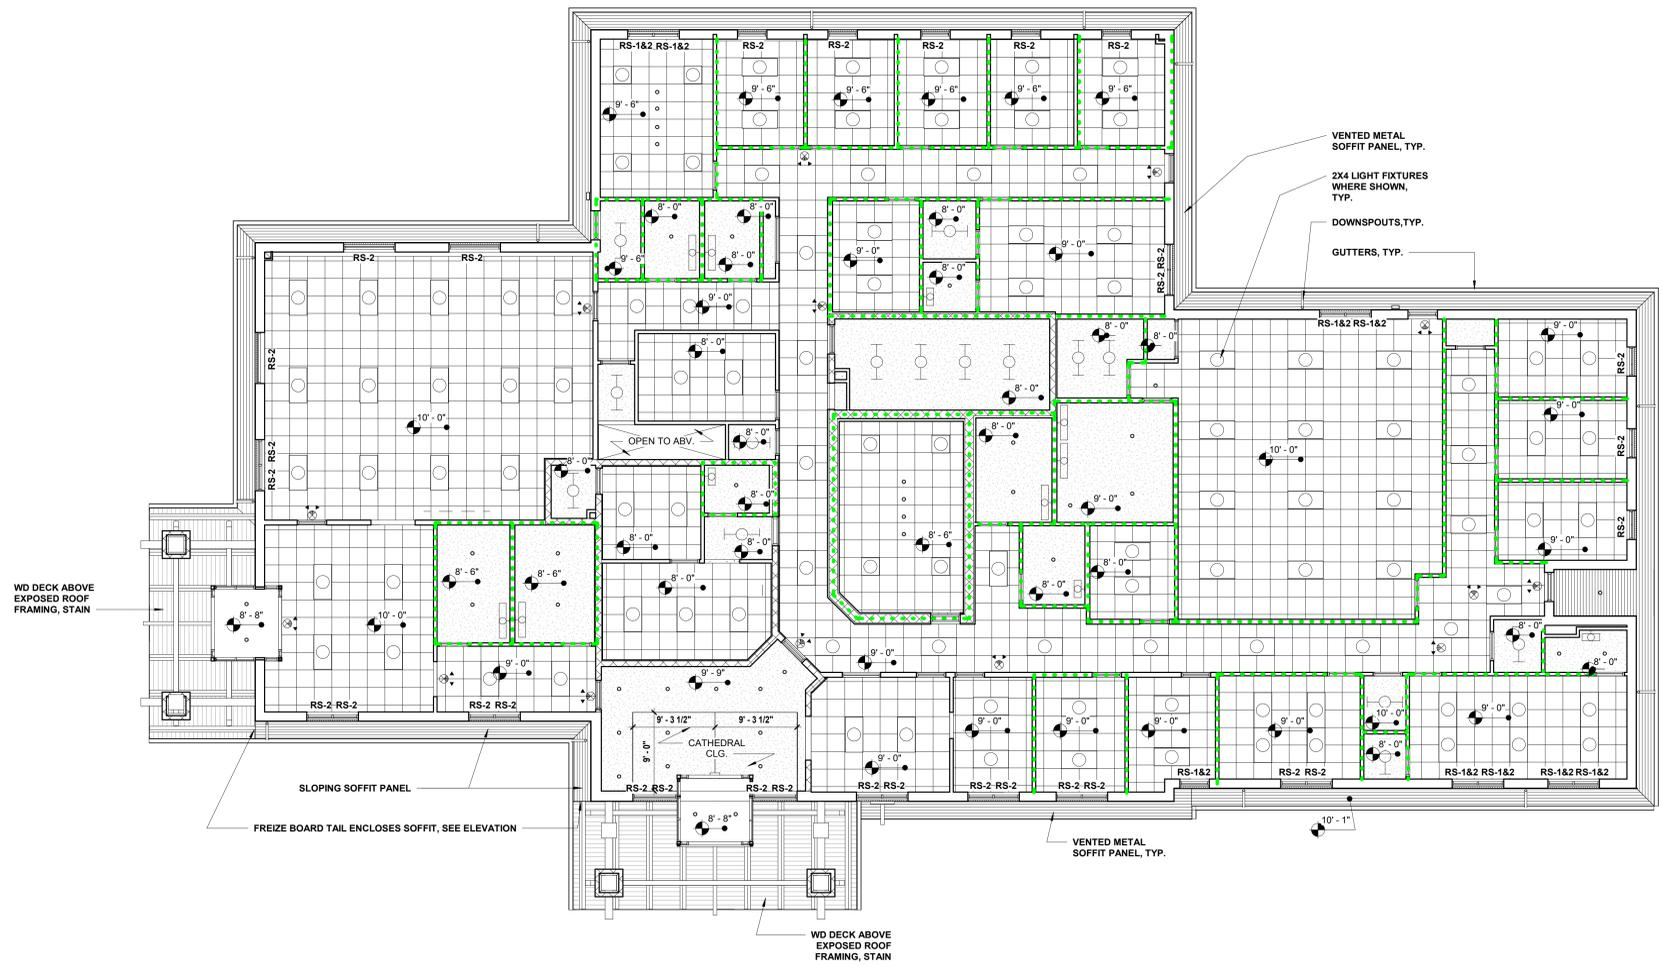 RS-1&2 RS-1&2
RS-2
RS-2
RS-2
RS-2
RS-2
9' - 6"
9' - 6"
9' - 6"
9' - 6"
9' - 6"
9' - 6"
VENTED METAL
SOFFIT PANEL, TYP.
2X4 LIGHT FIXTURES
WHERE SHOWN,
TYP.
DOWNSPOUTS,TYP.
GUTTERS, TYP.
8' - 0"
8' - 0"
8' - 0"
9' - 6"
8' - 0"
9' - 0"
8' - 0"
9' - 0"
RS-2 RS-2
RS-2
RS-2
9' - 0"
8' - 0"
8' - 0"
8' - 0"
RS-1&2 RS-1&2
9' - 0"
RS-2
RS-2
8' - 0"
8' - 0"
9' - 0"
RS-2
10' - 0"
OPEN TO ABV.
8' - 0"
8' - 0"
10' - 0"
RS-2 RS-2
8' - 0"
8' - 0"
9' - 0"
8' - 0"
8' - 0"
8' - 6"
9' - 0"
RS-2
8' - 6"
8' - 6"
8' - 0"
8' - 0"
8' - 0"
WD DECK ABOVE
EXPOSED ROOF
FRAMING, STAIN
8' - 8"
10' - 0"
9' - 0"
8' - 0"
8' - 0"
9' - 0"
9' - 9"
RS-2 RS-2
RS-2 RS-2
9' - 3 1/2"
9' - 3 1/2"
9' - 0"
CATHEDRAL
CLG.
9' - 0"
9' - 0"
9' - 0"
9' - 0"
9' - 0"
10' - 0"
8' - 0"
9' - 0"
RS-2 RS-2
RS-2 RS-2
RS-2 RS-2
RS-2 RS-2
RS-2 RS-2
RS-1&2
RS-2 RS-2
RS-1&2 RS-1&2
RS-1&2 RS-1&2
SLOPING SOFFIT PANEL
FREIZE BOARD TAIL ENCLOSES SOFFIT, SEE ELEVATION
8' - 8"
10' - 1"
VENTED METAL
SOFFIT PANEL, TYP.
WD DECK ABOVE
EXPOSED ROOF
FRAMING, STAIN